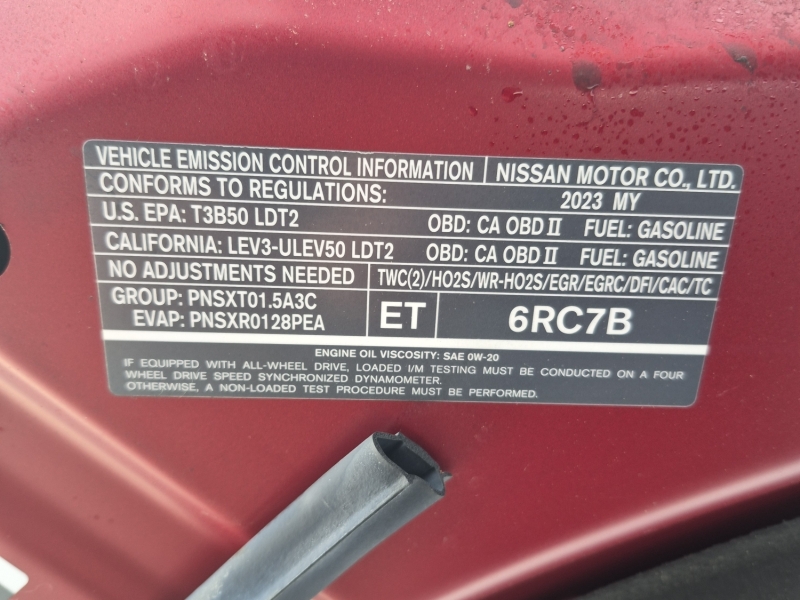 VEHICLE EMISSION CONTROL INFORMATION NISSAN MOTOR CO., LTD.
CONFORMS TO REGULATIONS: 2023 MY
U.S. EPA: T3B50 LDT2 OBD: CA OBD II FUEL: GASOLINE
CALIFORNIA: LEV3-ULEV50 LDT2 OBD: CA OBD II FUEL: GASOLINE
NO ADJUSTMENTS NEEDED TWC(2)/HO2S/WR-HO2S/EGR/EGRC/DFI/CAC/TC
GROUP: PNSXT01.5A3C
EVAP: PNSXR0128PEA
ET 6RC7B
ENGINE OIL VISCOSITY: SAE 0W-20
IF EQUIPPED WITH ALL-WHEEL DRIVE, LOADED I/M TESTING MUST BE CONDUCTED ON A FOUR
WHEEL DRIVE SPEED SYNCHRONIZED DYNAMOMETER.
OTHERWISE, A NON-LOADED TEST PROCEDURE MUST BE PERFORMED.